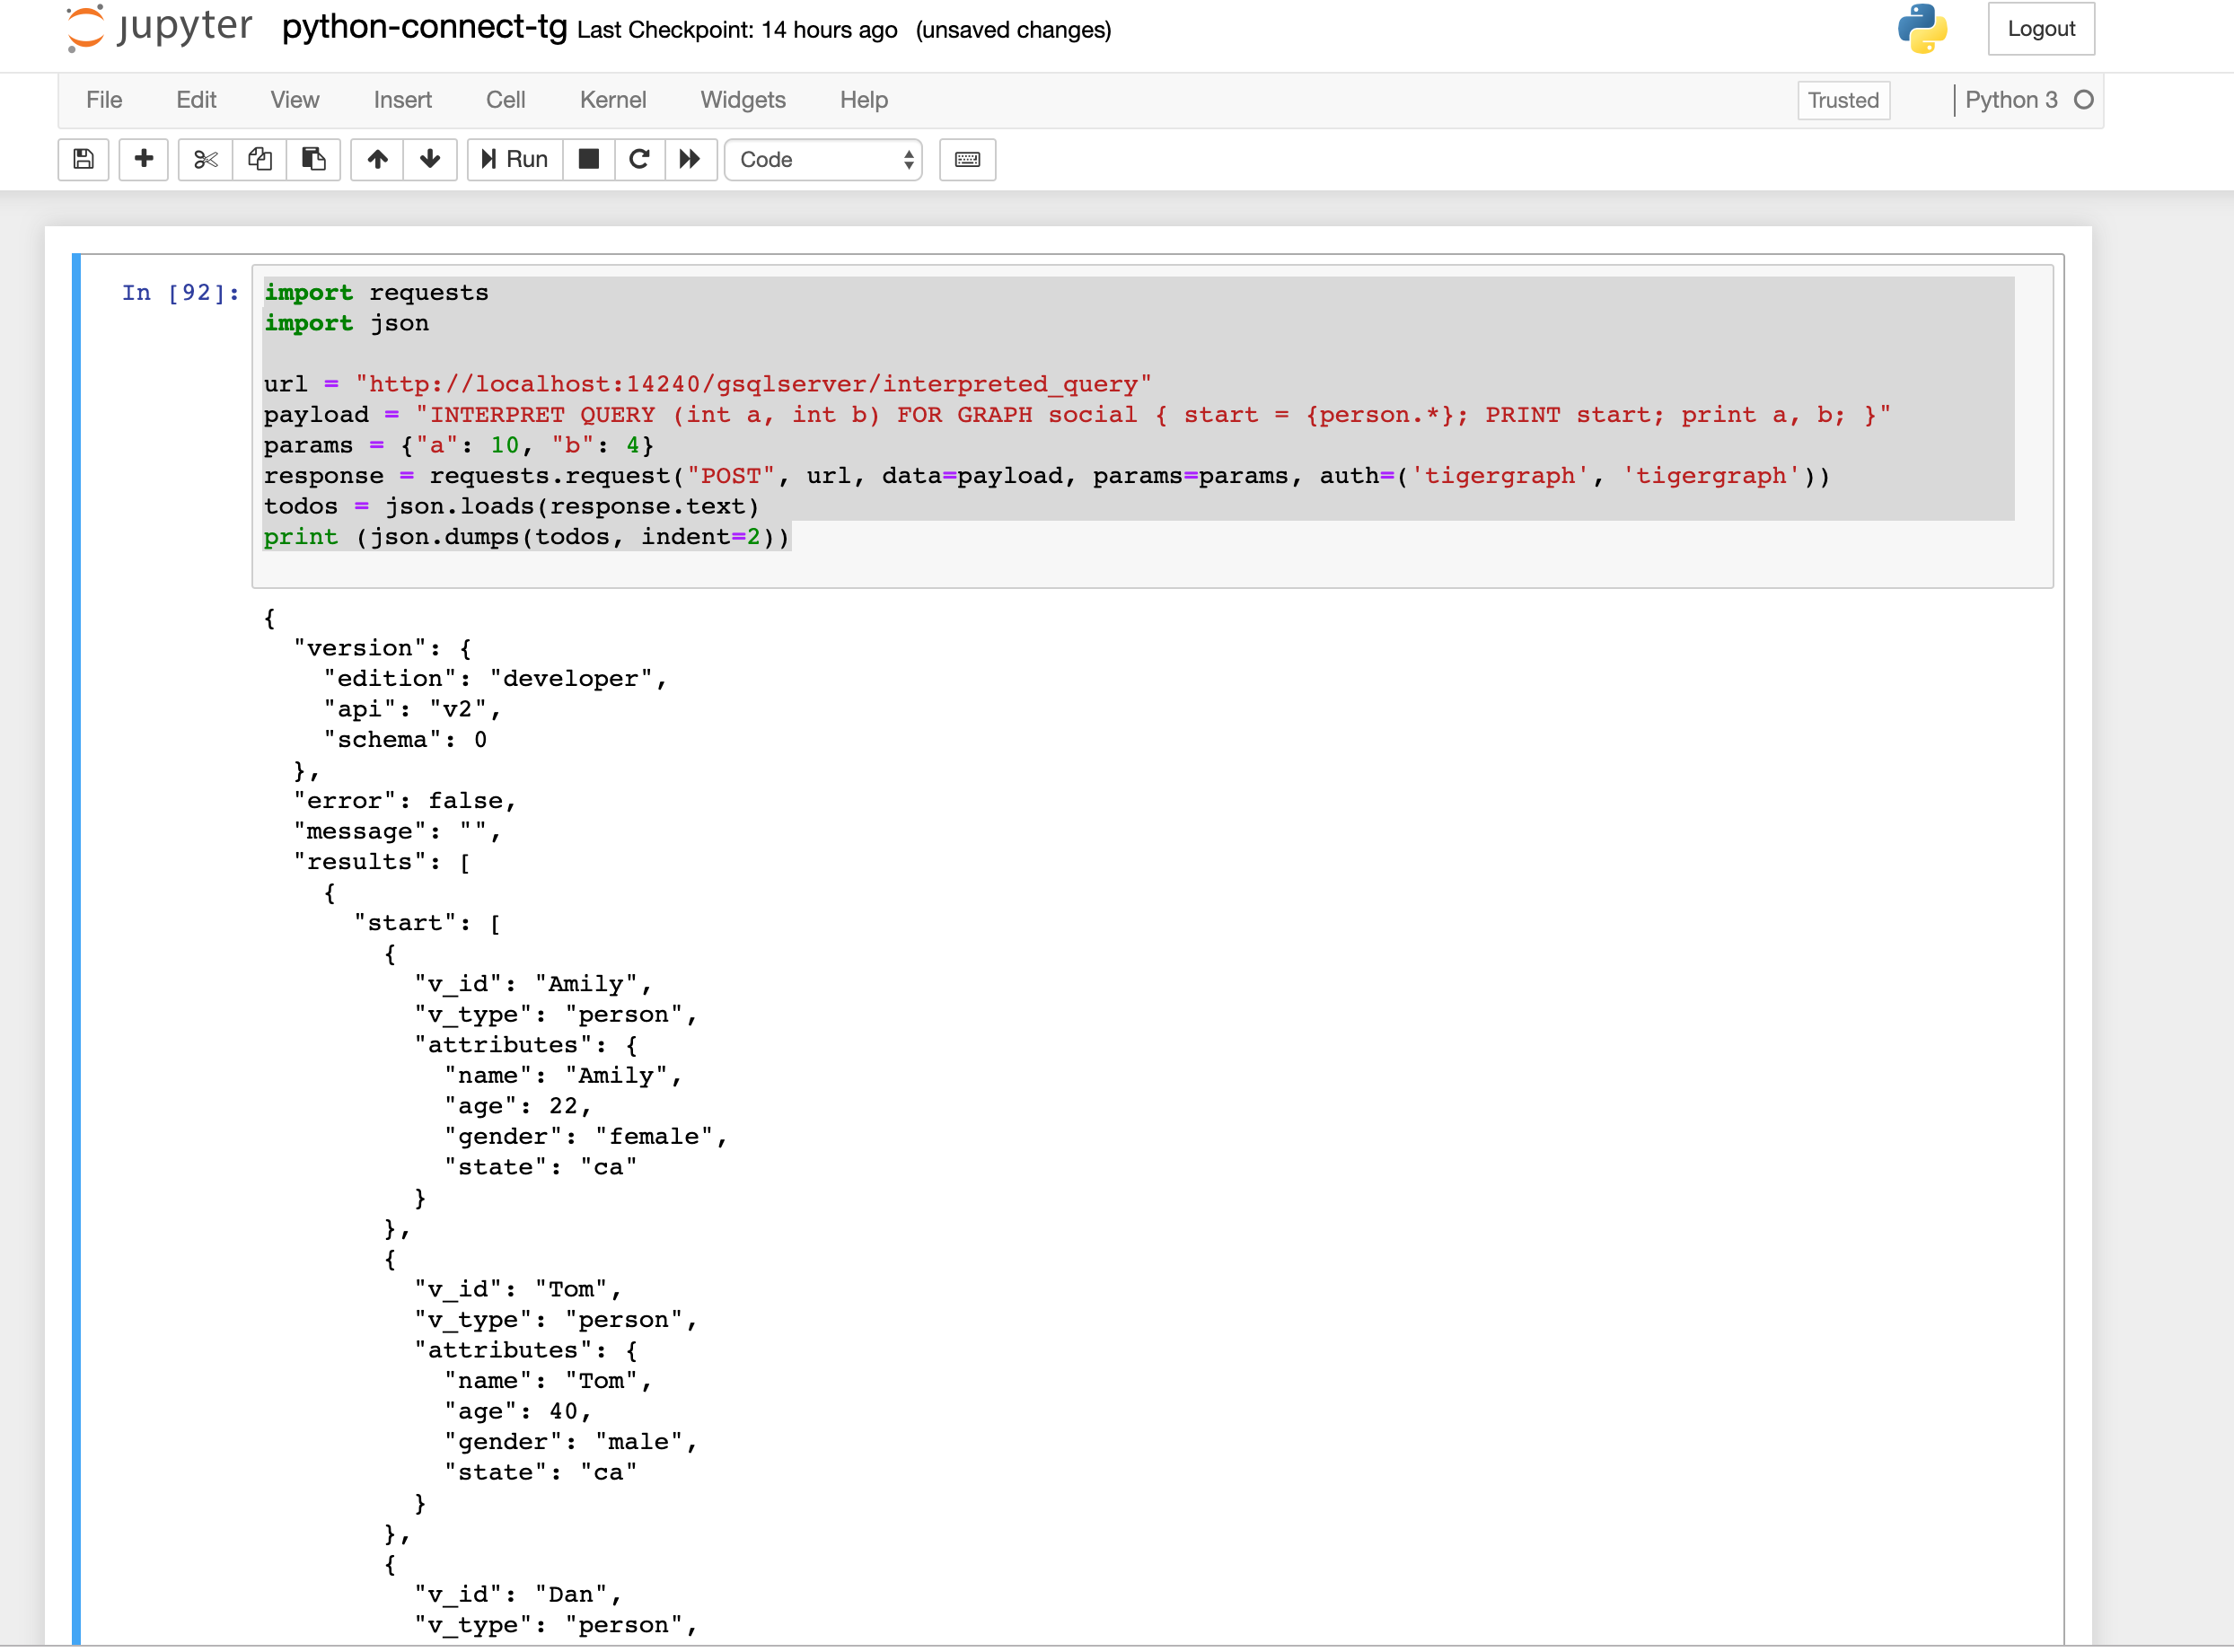 jupyter python-connect-tg Last Checkpoint: 14 hours ago (unsaved changes) Logout
File Edit View Insert Cell Kernel Widgets Help Trusted Python 3
Run Code
In [92]:
import requests
import json
url = "http://localhost:14240/gsqlserver/interpreted_query"
payload = "INTERPRET QUERY (int a, int b) FOR GRAPH social { start = {person.*}; PRINT start; print a, b; }"
params = {"a": 10, "b": 4}
response = requests.request("POST", url, data=payload, params=params, auth=('tigergraph', 'tigergraph'))
todos = json.loads(response.text)
print (json.dumps(todos, indent=2))
{
  "version": {
    "edition": "developer",
    "api": "v2",
    "schema": 0
  },
  "error": false,
  "message": "",
  "results": [
    {
      "start": [
        {
          "v_id": "Amily",
          "v_type": "person",
          "attributes": {
            "name": "Amily",
            "age": 22,
            "gender": "female",
            "state": "ca"
          }
        },
        {
          "v_id": "Tom",
          "v_type": "person",
          "attributes": {
            "name": "Tom",
            "age": 40,
            "gender": "male",
            "state": "ca"
          }
        },
        {
          "v_id": "Dan",
          "v_type": "person",